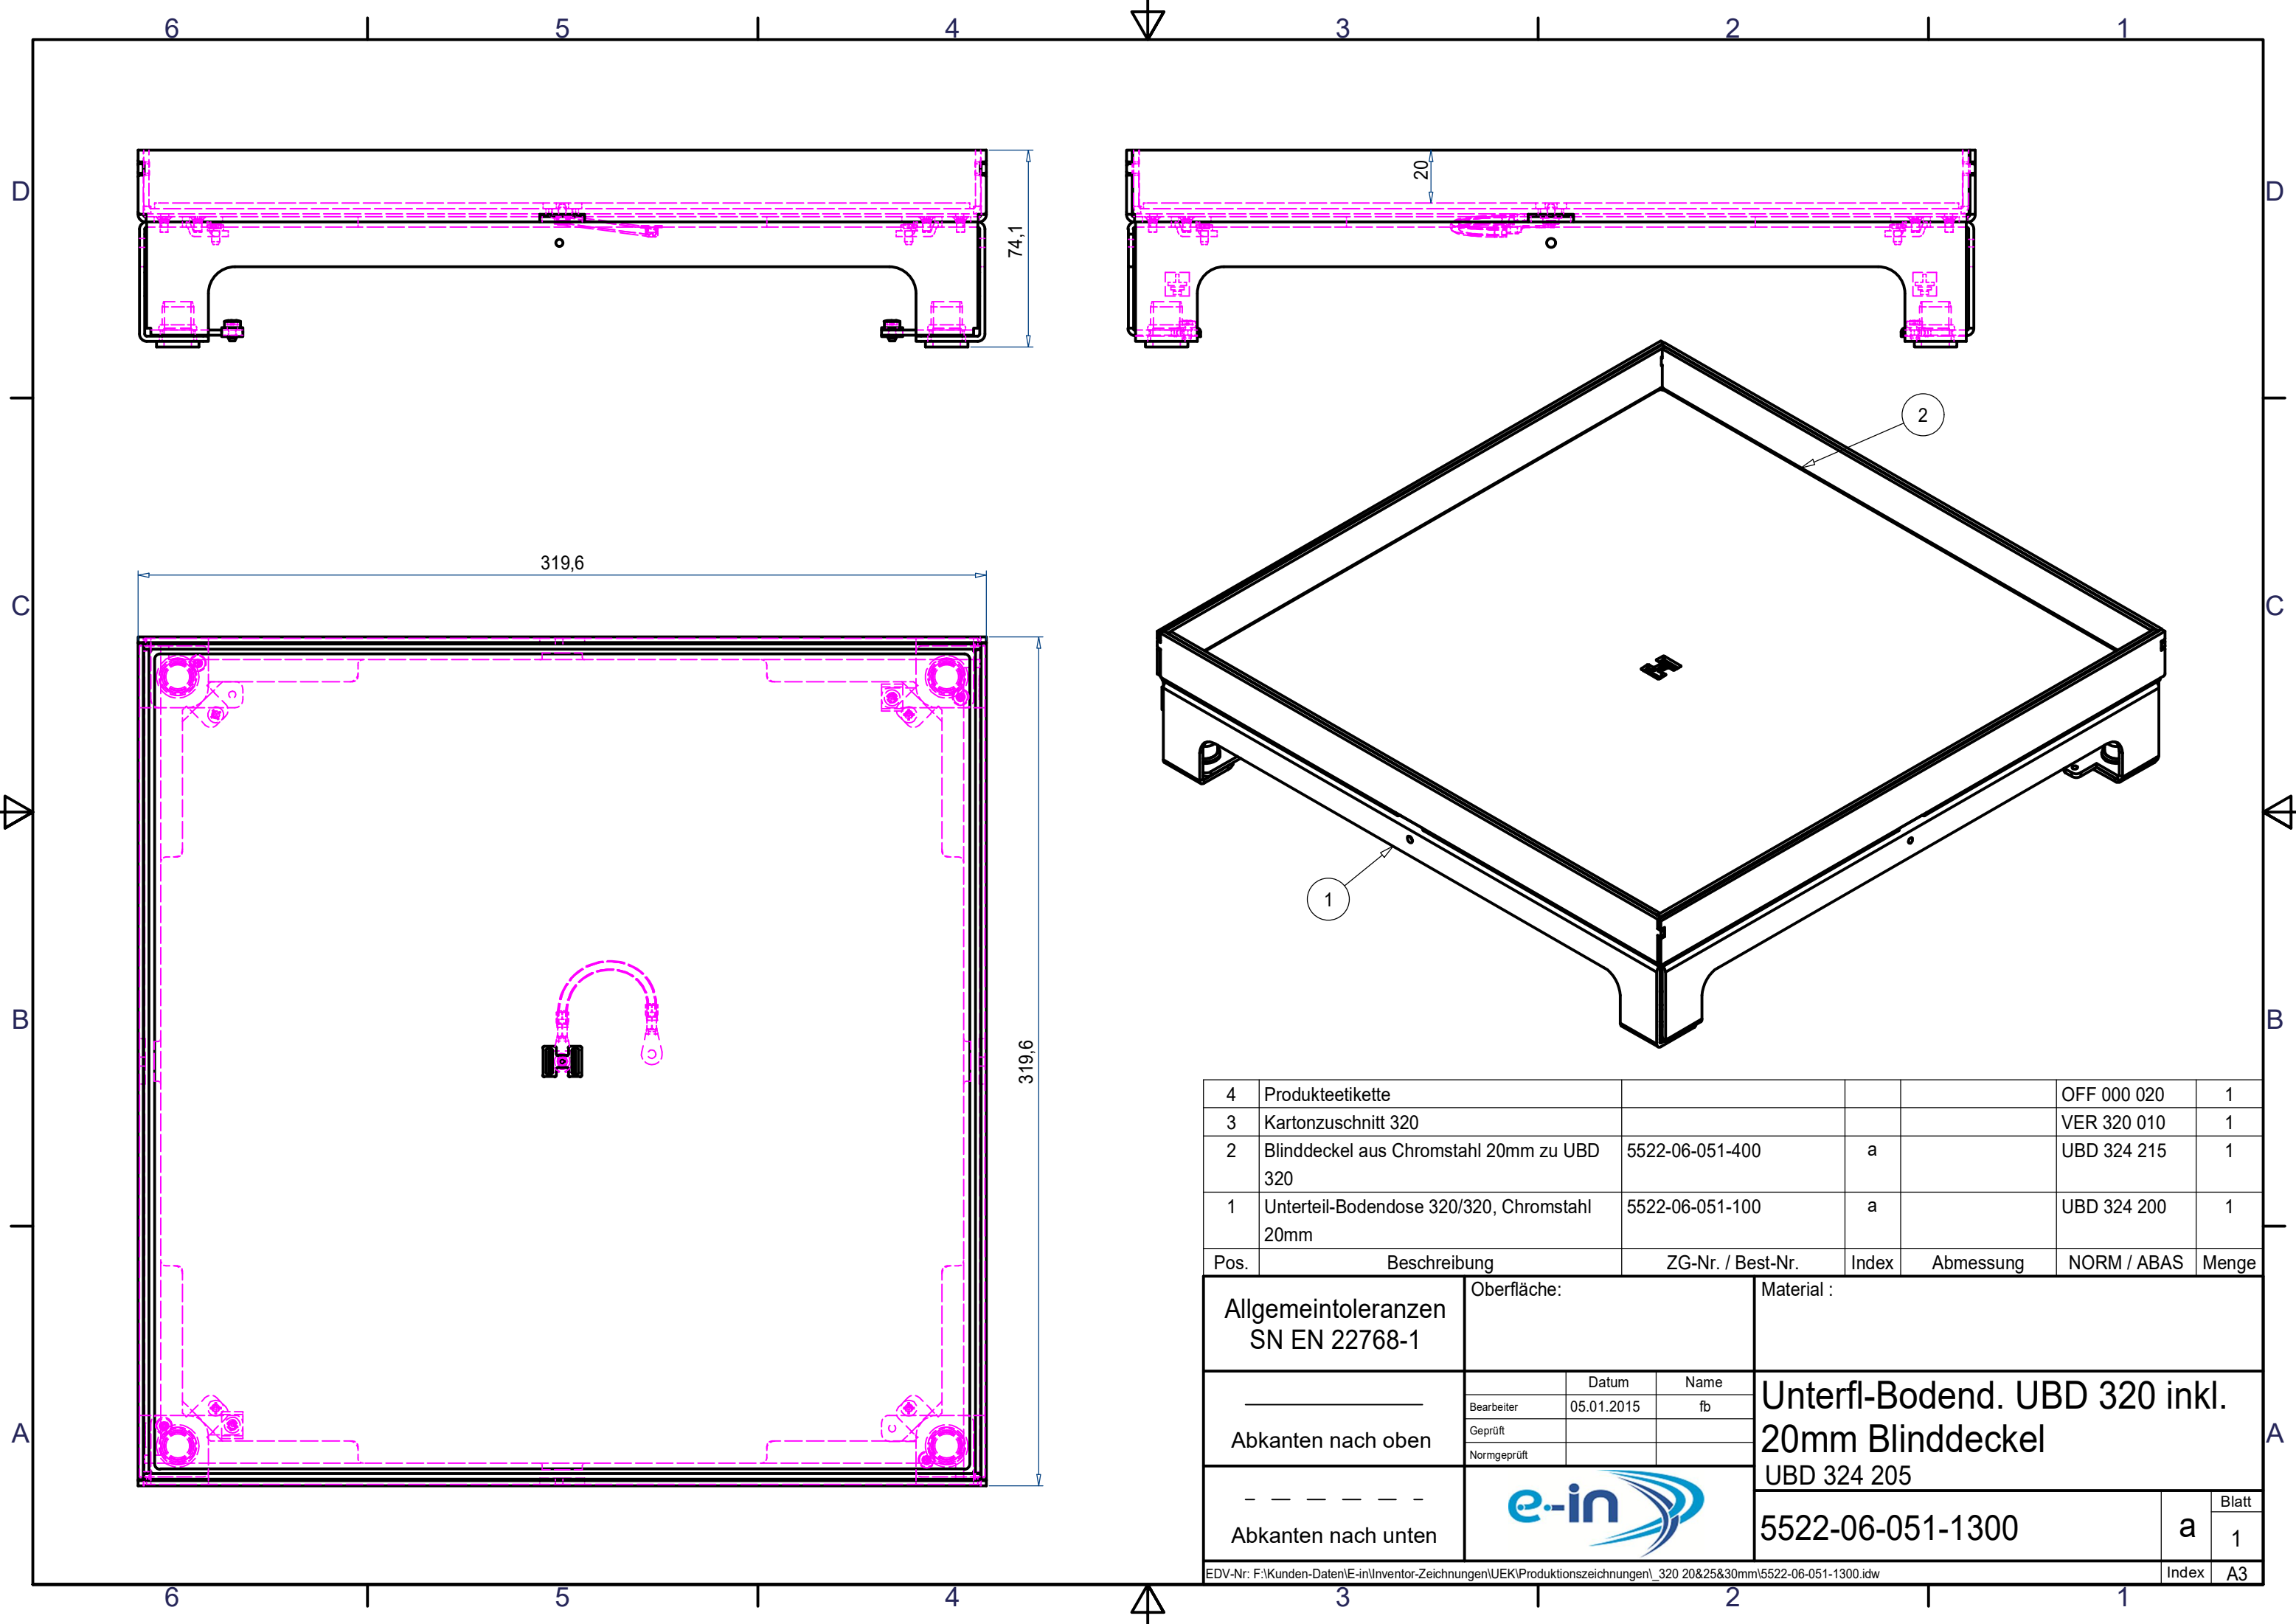 6 5 4 3 2 1
D D
20
74,1
2
319,6
C C
1
B B
319,6
4 Produkteetikette OFF 000 020 1
3 Kartonzuschnitt 320 VER 320 010 1
2 Blinddeckel aus Chromstahl 20mm zu UBD 5522-06-051-400 a UBD 324 215 1
320
1 Unterteil-Bodendose 320/320, Chromstahl 5522-06-051-100 a UBD 324 200 1
20mm
Pos. Beschreibung ZG-Nr. / Best-Nr. Index Abmessung NORM / ABAS Menge
Allgemeintoleranzen
SN EN 22768-1
Oberfläche:
Material :
Abkanten nach oben
Abkanten nach unten
Datum Name
Bearbeiter 05.01.2015 fb
Geprüft
Normgeprüft
e-in
Unterfl-Bodend. UBD 320 inkl.
20mm Blinddeckel
UBD 324 205
5522-06-051-1300
a
Blatt
1
Index A3
A A
EDV-Nr: F:\Kunden-Daten\E-in\Inventor-Zeichnungen\UEK\Produktionszeichnungen\_320 20&25&30mm\5522-06-051-1300.idw
6 5 4 3 2 1